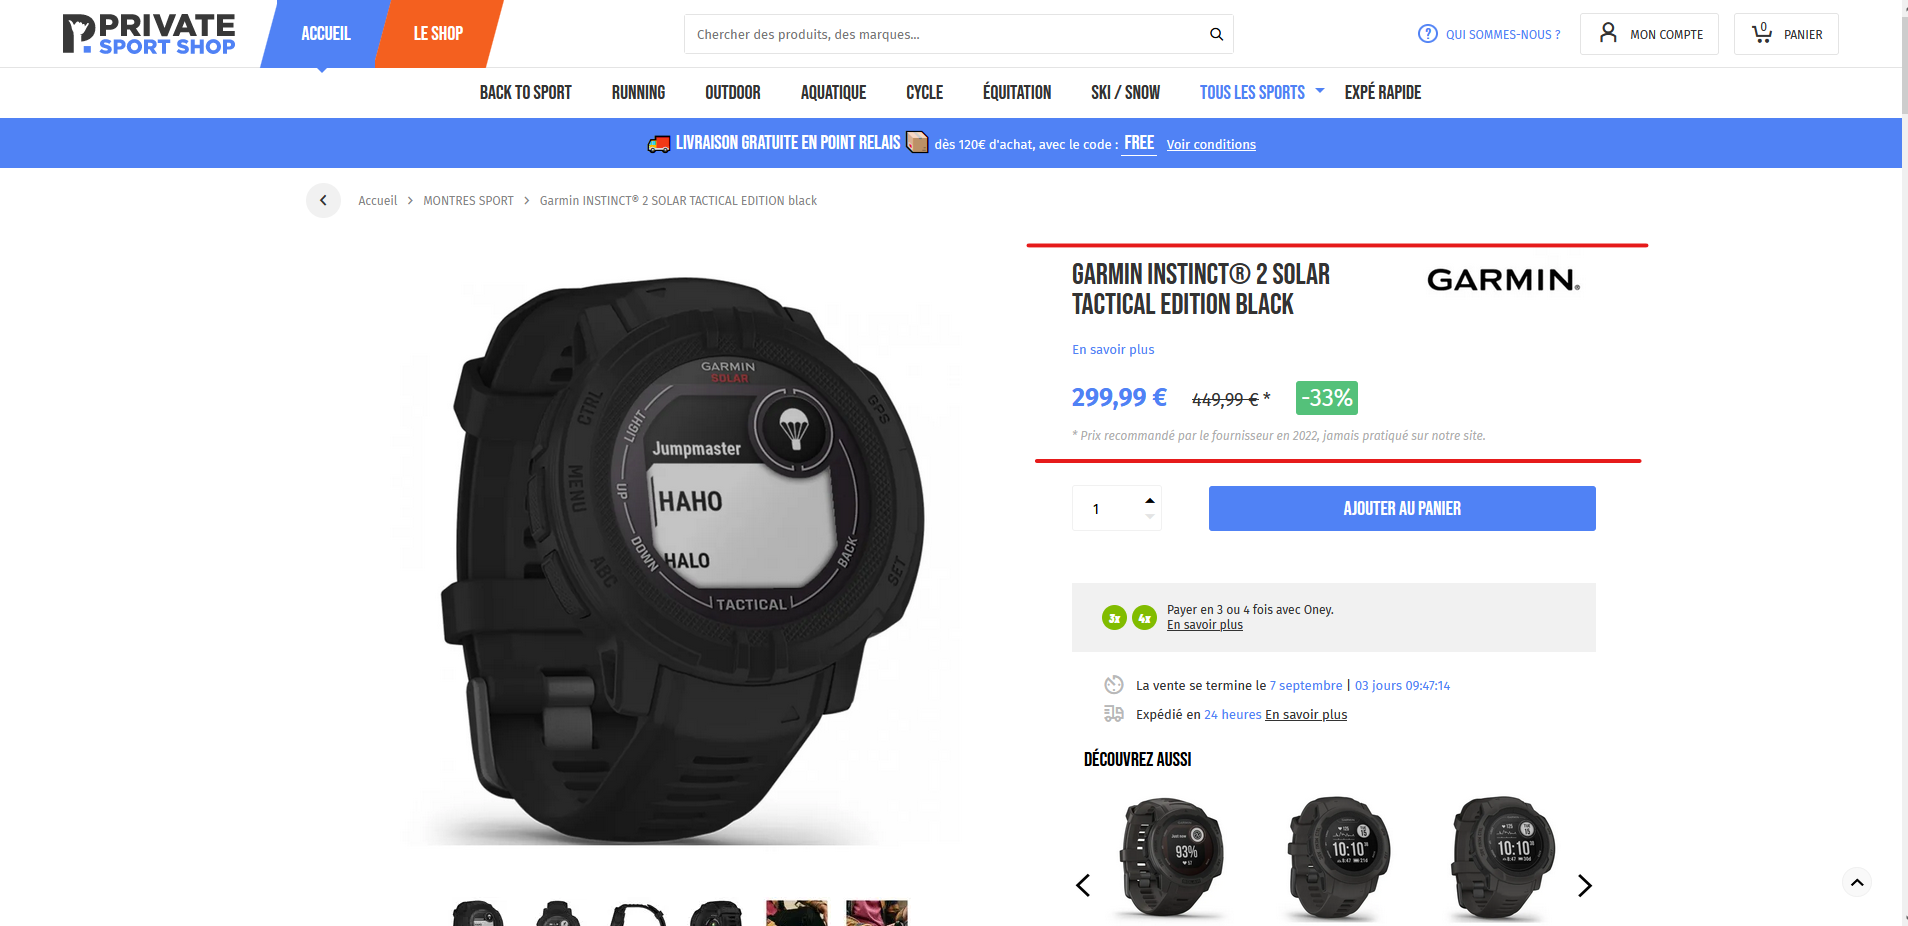 PRIVATE
SPORT SHOP
ACCUEIL
LE SHOP
Chercher des produits, des marques...
? QUI SOMMES-NOUS ?
MON COMPTE
0
PANIER
BACK TO SPORT
RUNNING
OUTDOOR
AQUATIQUE
CYCLE
ÉQUITATION
SKI / SNOW
TOUS LES SPORTS
EXPÉ RAPIDE
LIVRAISON GRATUITE EN POINT RELAIS dès 120€ d'achat, avec le code : FREE Voir conditions
Accueil > MONTRES SPORT > Garmin INSTINCT® 2 SOLAR TACTICAL EDITION black
GARMIN
SOLAR
CTRL
GPS
LIGHT
Jumpmaster
MENU
UP
HAHO
DOWN
HALO
BACK
ABC
SET
TACTICAL
GARMIN INSTINCT® 2 SOLAR
TACTICAL EDITION BLACK
GARMIN®
En savoir plus
299,99 € 449,99 € * -33%
* Prix recommandé par le fournisseur en 2022, jamais pratiqué sur notre site.
1
AJOUTER AU PANIER
3x 4x
Payer en 3 ou 4 fois avec Oney.
En savoir plus
La vente se termine le 7 septembre | 03 jours 09:47:14
Expédié en 24 heures En savoir plus
DÉCOUVREZ AUSSI
93%
10:10
10:10